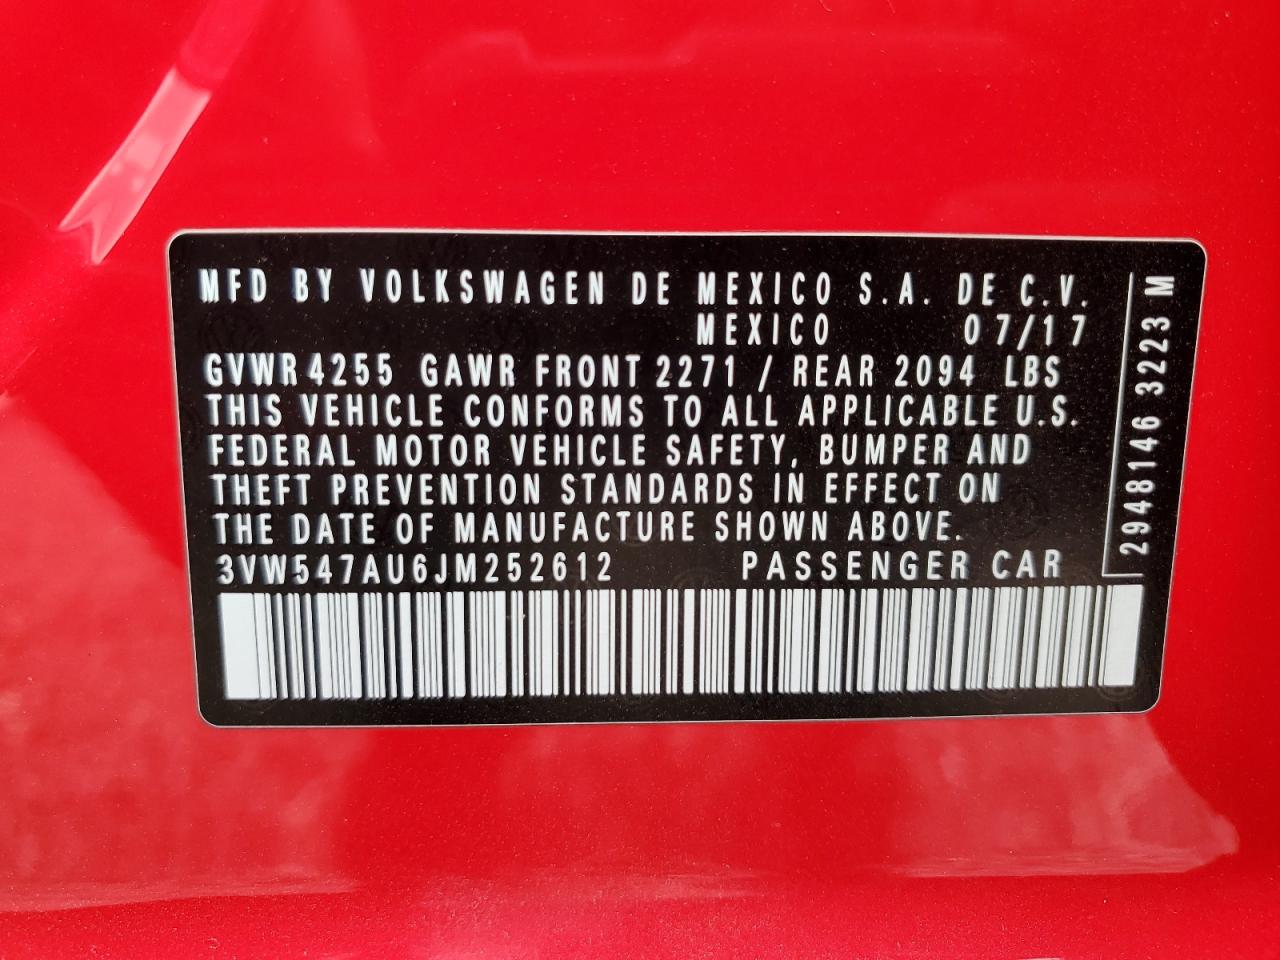 MFD BY VOLKSWAGEN DE MEXICO S.A. DE C.V.
MEXICO 07/17
GVWR 4255 GAWR FRONT 2271 / REAR 2094 LBS
THIS VEHICLE CONFORMS TO ALL APPLICABLE U.S.
FEDERAL MOTOR VEHICLE SAFETY, BUMPER AND
THEFT PREVENTION STANDARDS IN EFFECT ON
THE DATE OF MANUFACTURE SHOWN ABOVE.
3VW547AU6JM252612 PASSENGER CAR
2948146 3223 M